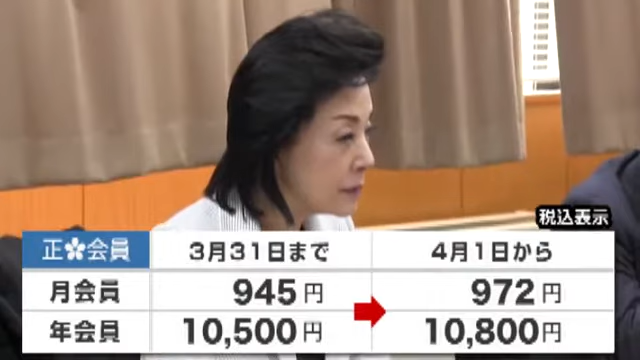 税込表示
正会員 3月31日まで 4月1日から
月会員 945円 972円
年会員 10,500円 10,800円